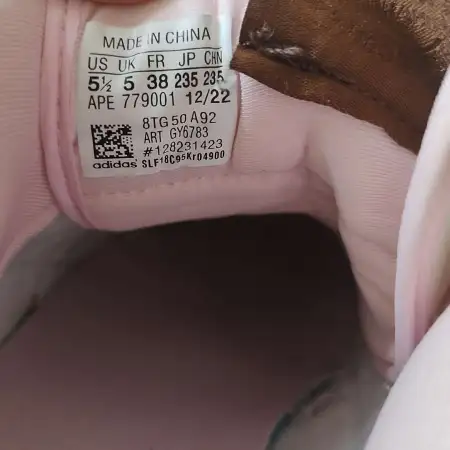 MADE IN CHINA
US UK FR JP CHN
5½ 5 38 235 235
APE 779001 12/22
8TG 50 A92
ART GY6783
#128231423
adidas SLF18C95Kr04900